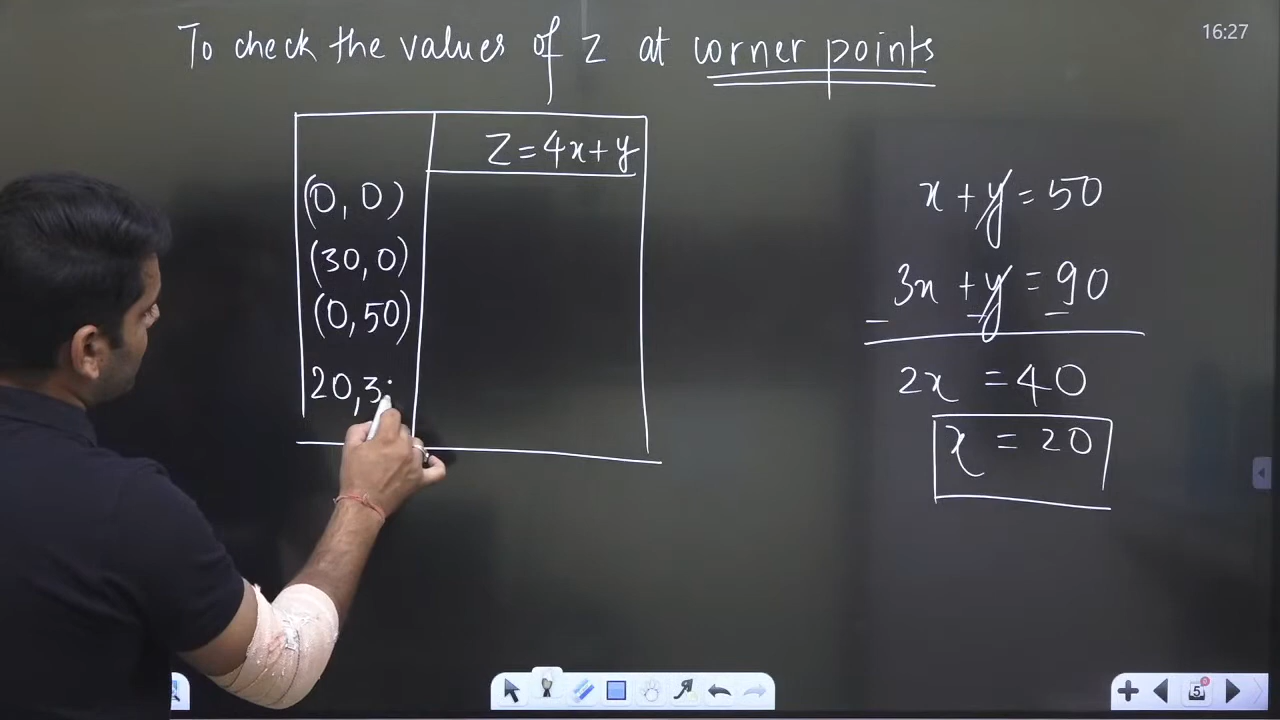 To check the values of Z at corner points
16:27
Z=4x+y
(0, 0)
(30, 0)
(0, 50)
20, 3
x + y = 50
3x + y = 90
- - -
2x = 40
x = 20
5